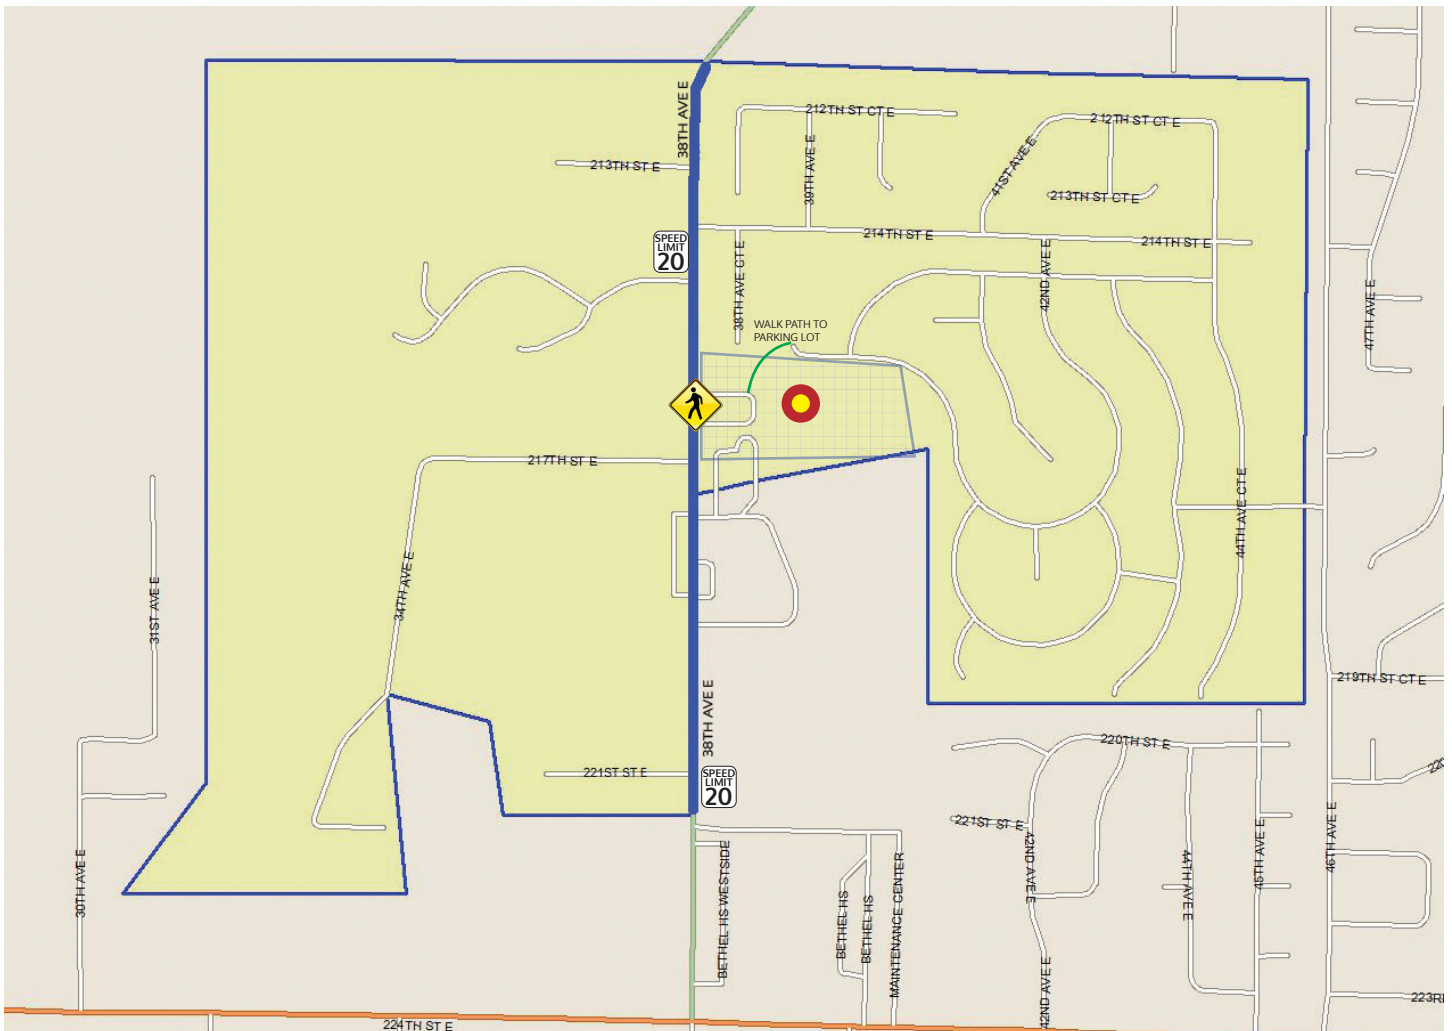 212TH ST CT E
212TH ST CT E
38TH AVE E
213TH ST E
39TH AVE E
41ST AVE E
213TH ST CT E
214TH ST E
214TH ST E
SPEED
LIMIT
20
38TH AVE CT E
42ND AVE E
47TH AVE E
WALK PATH TO
PARKING LOT
217TH ST E
44TH AVE CT E
347TH AVE E
31ST AVE E
219TH ST CT E
38TH AVE E
220TH ST E
221ST ST E
SPEED
LIMIT
20
220
221ST ST E
42ND AVE E
44TH AVE E
45TH AVE E
46TH AVE E
30TH AVE E
BETHEL HS WESTSIDE
BETHEL HS
BETHEL HS
MAINTENANCE CENTER
42ND AVE E
223R
224TH ST E